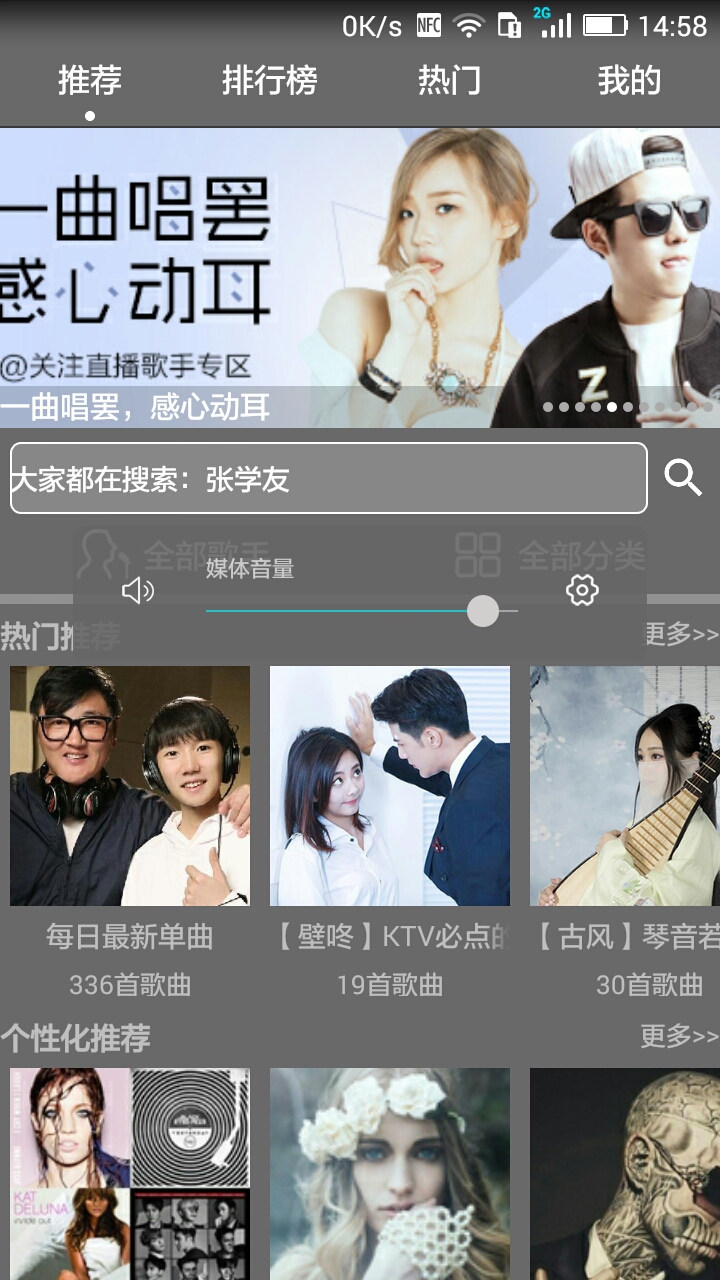 0K/s NFC 2G 14:58
推荐 排行榜 热门 我的
一曲唱罢
感心动耳
@关注直播歌手专区
一曲唱罢，感心动耳
大家都在搜索：张学友
全部歌手 全部分类
媒体音量
热门推荐 更多>>
每日最新单曲 【壁咚】KTV必点的 【古风】琴音若
336首歌曲 19首歌曲 30首歌曲
个性化推荐 更多>>
KAT
DELUNA